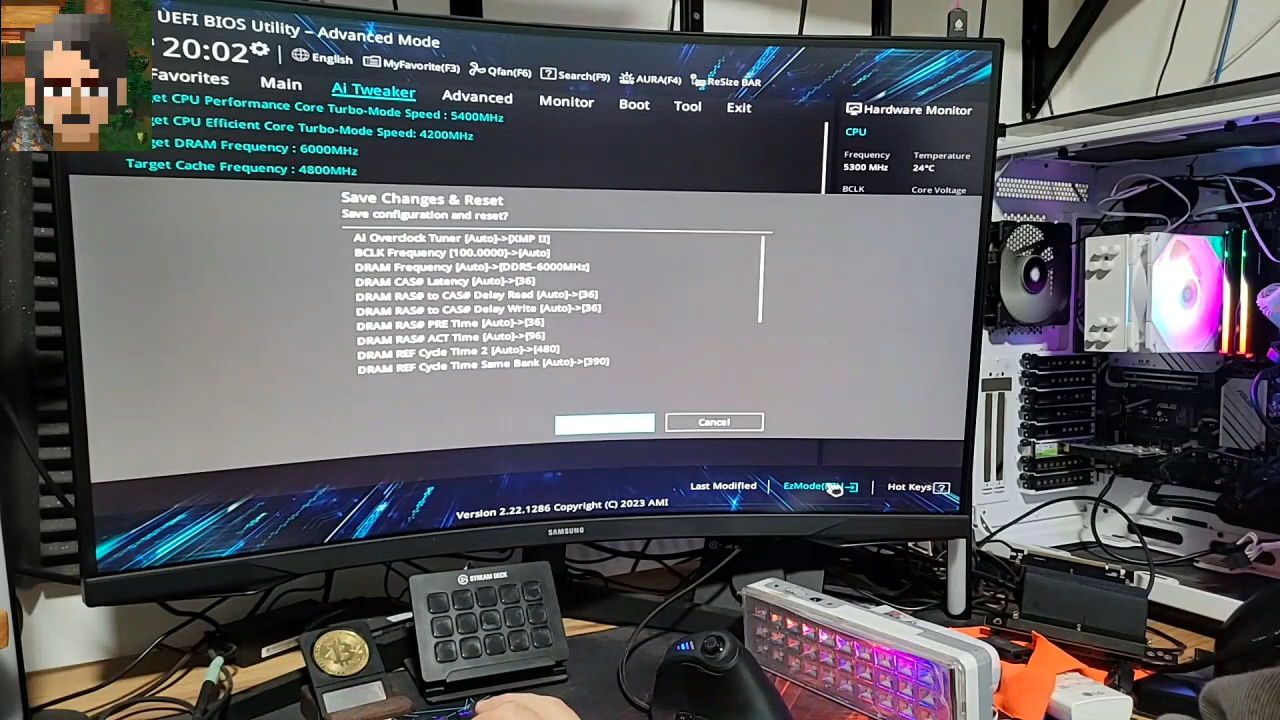 UEFI BIOS Utility – Advanced Mode
20:02 English MyFavorite(F3) Qfan(F6) ? Search(F9) AURA(F4) ReSize BAR
Favorites Main Ai Tweaker Advanced Monitor Boot Tool Exit
get CPU Performance Core Turbo-Mode Speed : 5400MHz
get CPU Efficient Core Turbo-Mode Speed: 4200MHz
get DRAM Frequency : 6000MHz
Target Cache Frequency : 4800MHz
Hardware Monitor
CPU
Frequency Temperature
5300 MHz 24°C
BCLK Core Voltage
Save Changes & Reset
Save configuration and reset?
Ai Overclock Tuner [Auto]->[XMP II]
BCLK Frequency [100.0000]->[Auto]
DRAM Frequency [Auto]->[DDR5-6000MHz]
DRAM CAS# Latency [Auto]->[36]
DRAM RAS# to CAS# Delay Read [Auto]->[36]
DRAM RAS# to CAS# Delay Write [Auto]->[36]
DRAM RAS# PRE Time [Auto]->[36]
DRAM RAS# ACT Time [Auto]->[96]
DRAM REF Cycle Time 2 [Auto]->[480]
DRAM REF Cycle Time Same Bank [Auto]->[390]
Cancel
Last Modified | EzMode | Hot Keys ?
Version 2.22.1286 Copyright (C) 2023 AMI
SAMSUNG
STREAM DECK